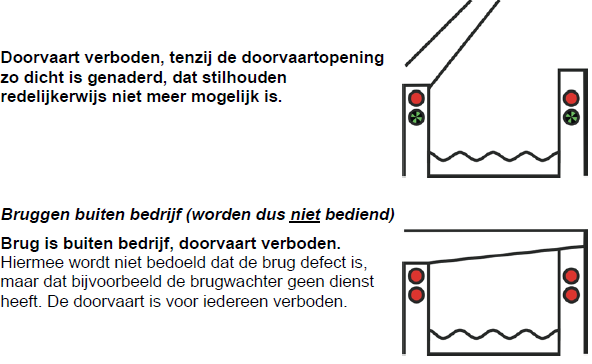 Doorvaart verboden, tenzij de doorvaartopening
zo dicht is genaderd, dat stilhouden
redelijkerwijs niet meer mogelijk is.
Bruggen buiten bedrijf (worden dus niet bediend)
Brug is buiten bedrijf, doorvaart verboden.
Hiermee wordt niet bedoeld dat de brug defect is,
maar dat bijvoorbeeld de brugwachter geen dienst
heeft. De doorvaart is voor iedereen verboden.